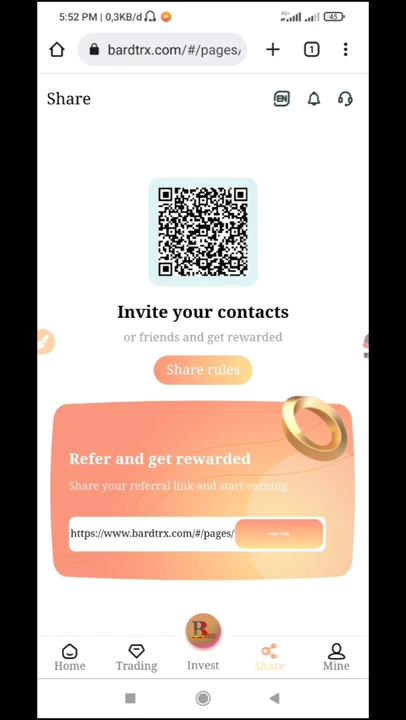 5:52 PM | 0,3KB/d
4G+
45
bardtrx.com/#/pages/
1
Share
EN
Invite your contacts
or friends and get rewarded
Share rules
Refer and get rewarded
Share your referral link and start earning
https://www.bardtrx.com/#/pages/
Home
Trading
Invest
Share
Mine